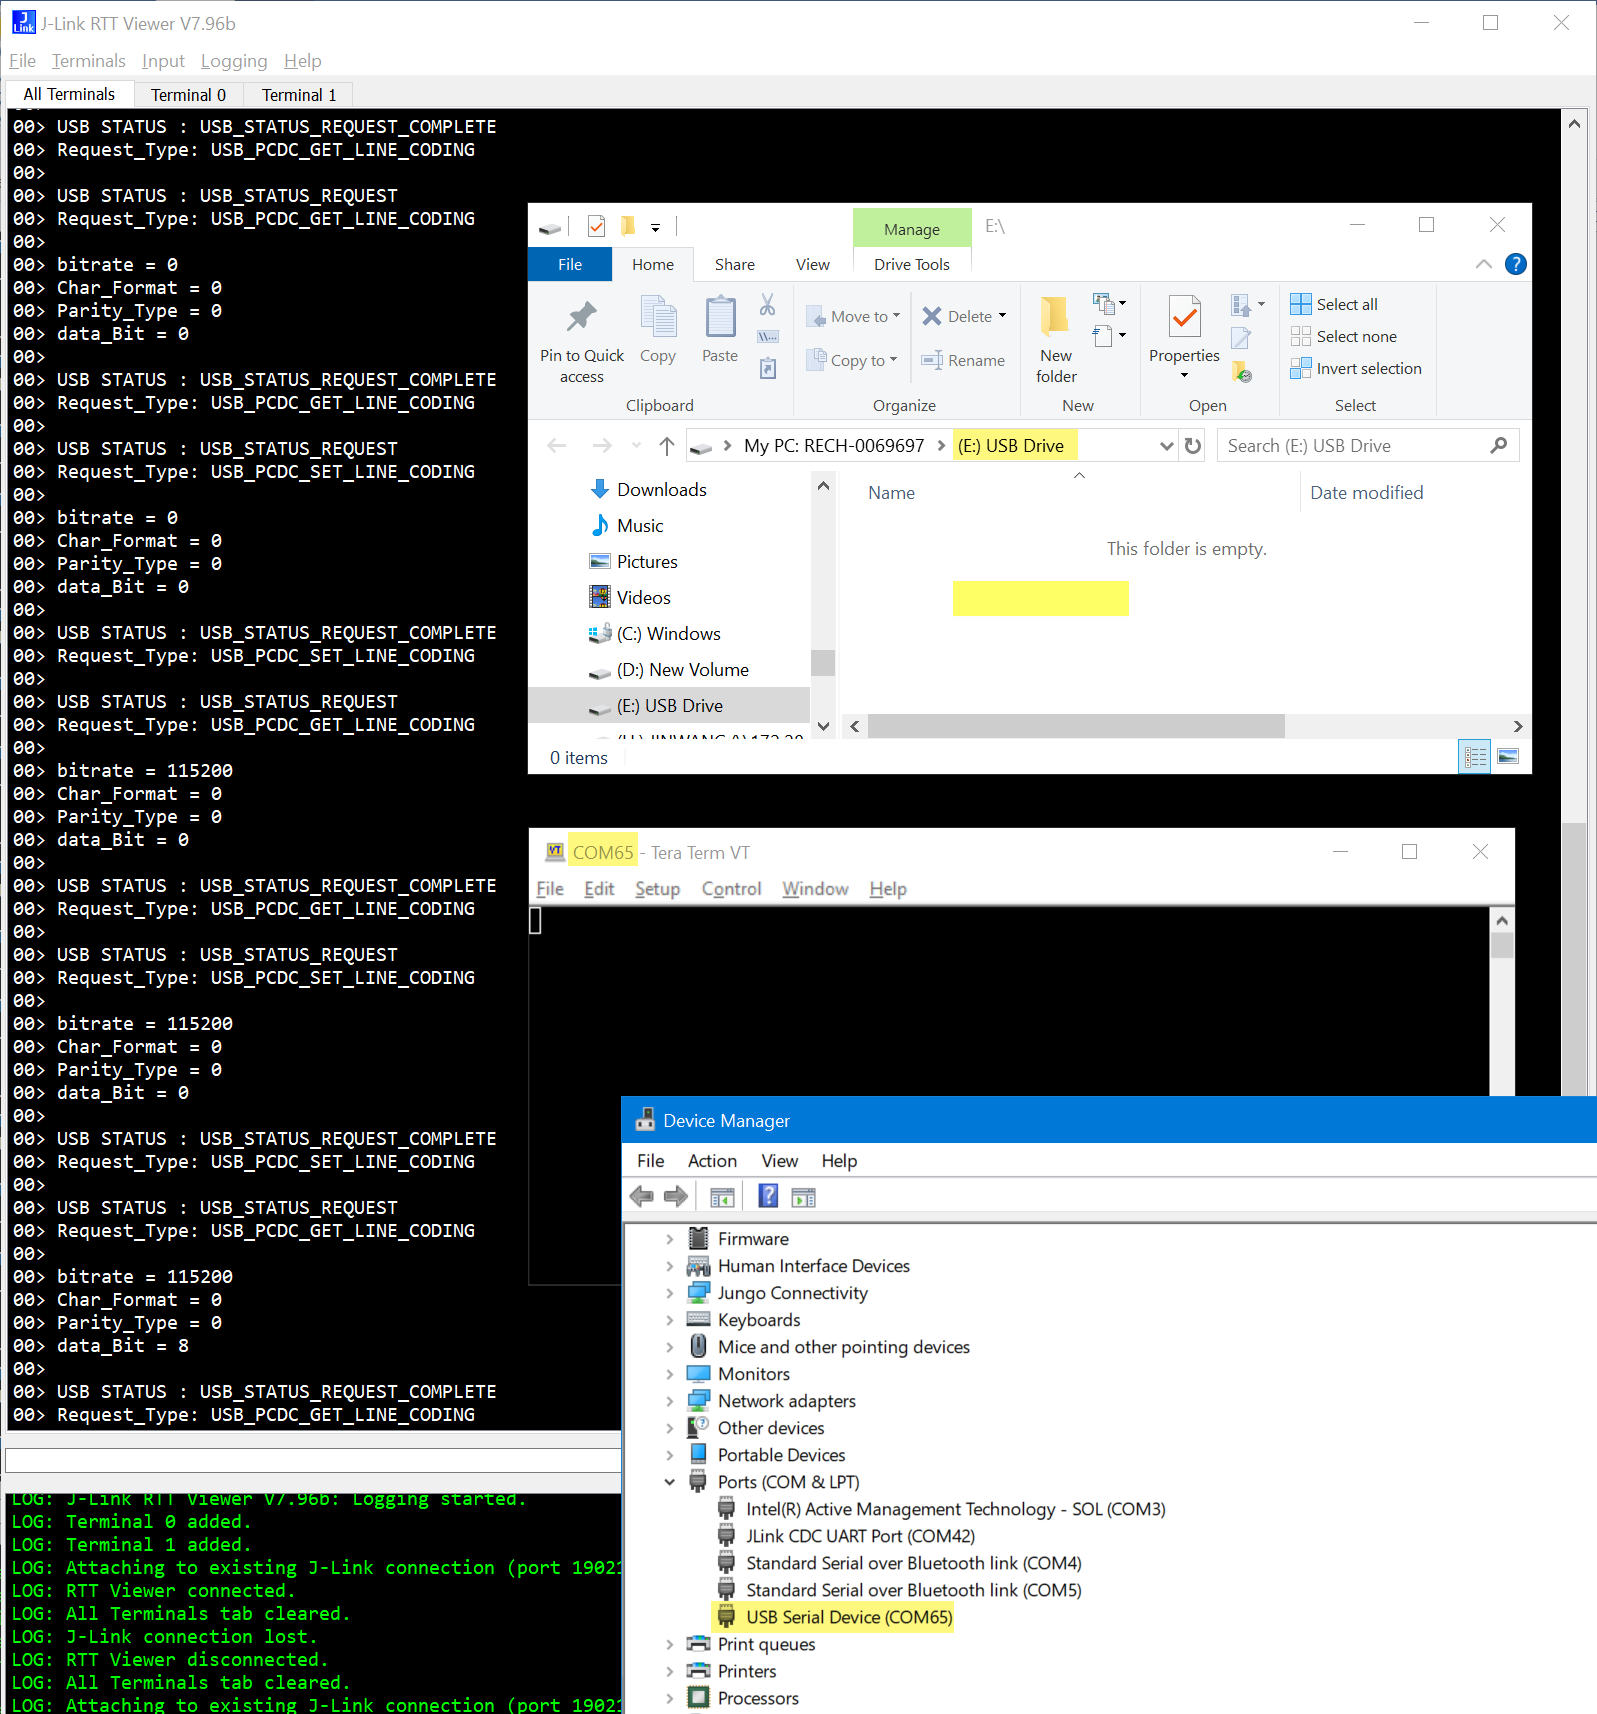 J-Link RTT Viewer V7.96b
File Terminals Input Logging Help
All Terminals Terminal 0 Terminal 1
00> USB STATUS : USB_STATUS_REQUEST_COMPLETE
00> Request_Type: USB_PCDC_GET_LINE_CODING
00>
00> USB STATUS : USB_STATUS_REQUEST
00> Request_Type: USB_PCDC_GET_LINE_CODING
00>
00> bitrate = 0
00> Char_Format = 0
00> Parity_Type = 0
00> data_Bit = 0
00>
00> USB STATUS : USB_STATUS_REQUEST_COMPLETE
00> Request_Type: USB_PCDC_GET_LINE_CODING
00>
00> USB STATUS : USB_STATUS_REQUEST
00> Request_Type: USB_PCDC_SET_LINE_CODING
00>
00> bitrate = 0
00> Char_Format = 0
00> Parity_Type = 0
00> data_Bit = 0
00>
00> USB STATUS : USB_STATUS_REQUEST_COMPLETE
00> Request_Type: USB_PCDC_SET_LINE_CODING
00>
00> USB STATUS : USB_STATUS_REQUEST
00> Request_Type: USB_PCDC_GET_LINE_CODING
00>
00> bitrate = 115200
00> Char_Format = 0
00> Parity_Type = 0
00> data_Bit = 0
00>
00> USB STATUS : USB_STATUS_REQUEST_COMPLETE
00> Request_Type: USB_PCDC_GET_LINE_CODING
00>
00> USB STATUS : USB_STATUS_REQUEST
00> Request_Type: USB_PCDC_SET_LINE_CODING
00>
00> bitrate = 115200
00> Char_Format = 0
00> Parity_Type = 0
00> data_Bit = 0
00>
00> USB STATUS : USB_STATUS_REQUEST_COMPLETE
00> Request_Type: USB_PCDC_SET_LINE_CODING
00>
00> USB STATUS : USB_STATUS_REQUEST
00> Request_Type: USB_PCDC_GET_LINE_CODING
00>
00> bitrate = 115200
00> Char_Format = 0
00> Parity_Type = 0
00> data_Bit = 8
00>
00> USB STATUS : USB_STATUS_REQUEST_COMPLETE
00> Request_Type: USB_PCDC_GET_LINE_CODING
LOG: J-Link RTT Viewer V7.96b: Logging started.
LOG: Terminal 0 added.
LOG: Terminal 1 added.
LOG: Attaching to existing J-Link connection (port 19021
LOG: RTT Viewer connected.
LOG: All Terminals tab cleared.
LOG: J-Link connection lost.
LOG: RTT Viewer disconnected.
LOG: All Terminals tab cleared.
LOG: Attaching to existing J-Link connection (port 19021
Manage E:\
File Home Share View Drive Tools
Pin to Quick access
Copy
Paste
Move to
Copy to
Delete
Rename
New folder
Properties
Select all
Select none
Invert selection
Clipboard Organize New Open Select
My PC: RECH-0069697 > (E:) USB Drive
Search (E:) USB Drive
Downloads
Music
Pictures
Videos
(C:) Windows
(D:) New Volume
(E:) USB Drive
Name Date modified
This folder is empty.
0 items
COM65 - Tera Term VT
File Edit Setup Control Window Help
Device Manager
File Action View Help
Firmware
Human Interface Devices
Jungo Connectivity
Keyboards
Mice and other pointing devices
Monitors
Network adapters
Other devices
Portable Devices
Ports (COM & LPT)
Intel(R) Active Management Technology - SOL (COM3)
JLink CDC UART Port (COM42)
Standard Serial over Bluetooth link (COM4)
Standard Serial over Bluetooth link (COM5)
USB Serial Device (COM65)
Print queues
Printers
Processors